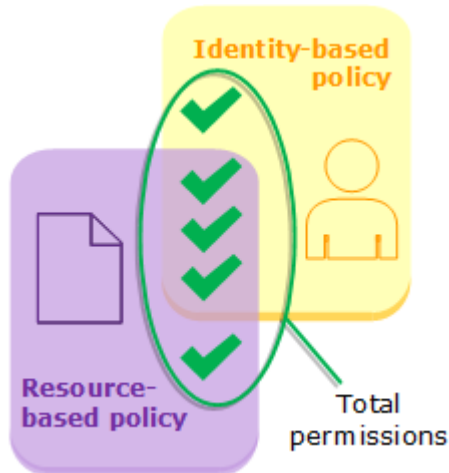 Identity-based
policy
Resource-
based policy
Total
permissions